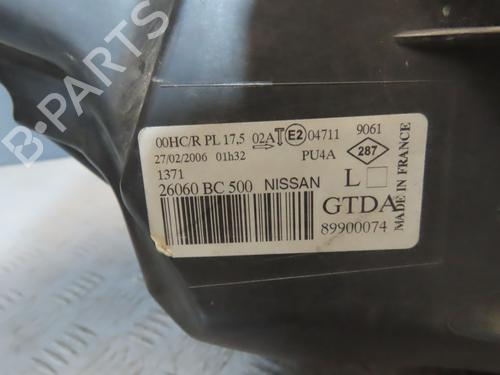 00HC/R PL 17,5 02A T E2 04711 9061
27/02/2006 01h32 PU4A 287
1371
26060 BC 500 NISSAN L
GTDA
89900074
MADE IN FRANCE
B-PARTS